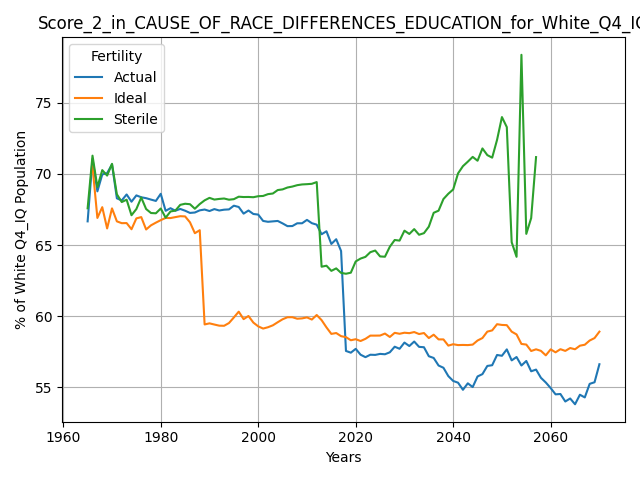 Score_2_in_CAUSE_OF_RACE_DIFFERENCES_EDUCATION_for_White_Q4_IQ
Fertility
Actual
Ideal
Sterile
% of White Q4_IQ Population
75
70
65
60
55
1960
1980
2000
2020
2040
2060
Years